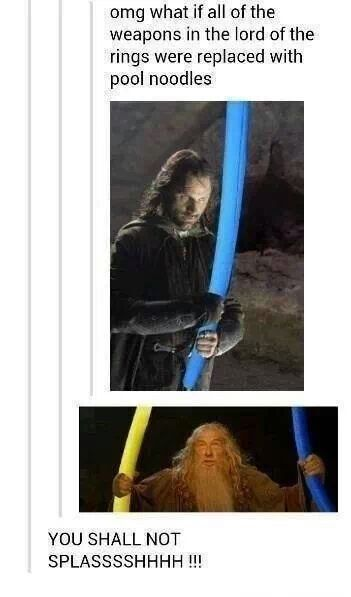 omg what if all of the
weapons in the lord of the
rings were replaced with
pool noodles
YOU SHALL NOT
SPLASSSSHHHH !!!